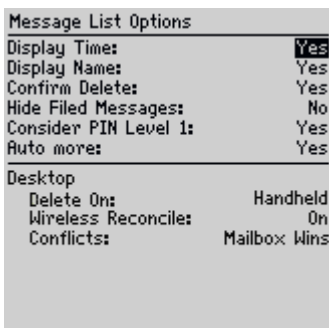 Message List Options
Display Time: Yes
Display Name: Yes
Confirm Delete: Yes
Hide Filed Messages: No
Consider PIN Level 1: Yes
Auto more: Yes
Desktop
Delete On: Handheld
Wireless Reconcile: On
Conflicts: Mailbox Wins